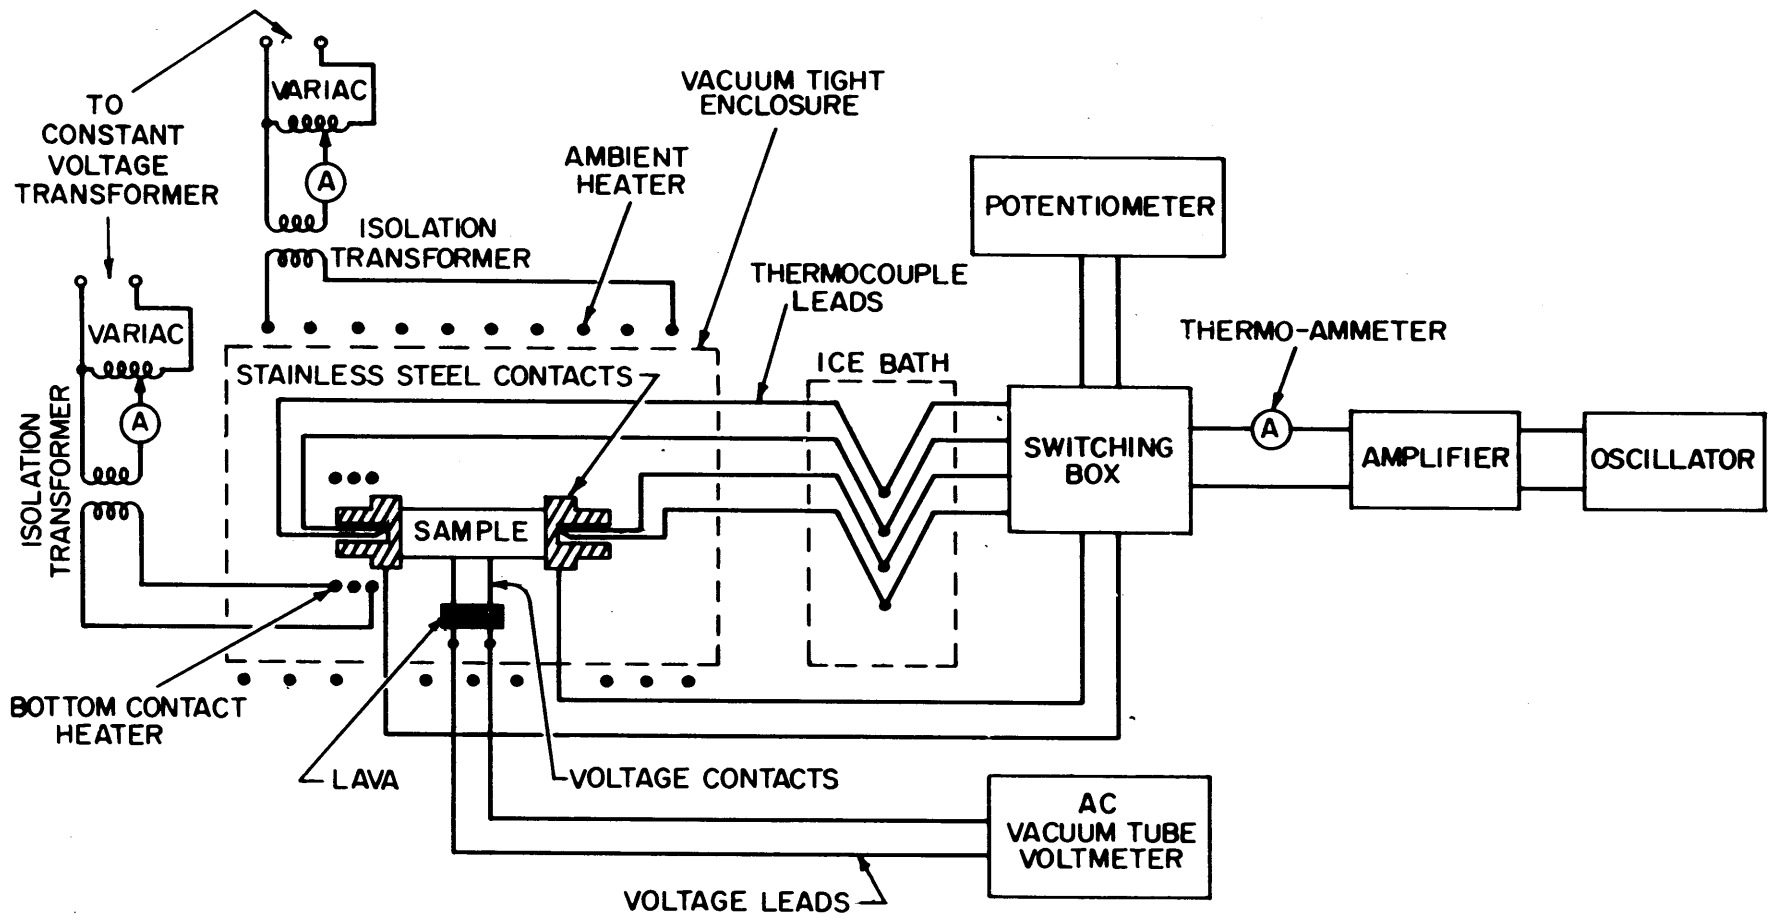 VARIAC
TO
CONSTANT
VOLTAGE
TRANSFORMER
A
ISOLATION
TRANSFORMER
AMBIENT
HEATER
VACUUM TIGHT
ENCLOSURE
POTENTIOMETER
THERMOCOUPLE
LEADS
VARIAC
A
ISOLATION
TRANSFORMER
STAINLESS STEEL CONTACTS
ICE BATH
THERMO-AMMETER
A
SWITCHING
BOX
AMPLIFIER
OSCILLATOR
SAMPLE
BOTTOM CONTACT
HEATER
LAVA
VOLTAGE CONTACTS
AC
VACUUM TUBE
VOLTMETER
VOLTAGE LEADS